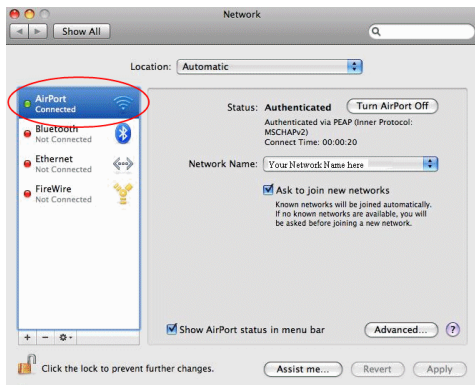 Network
Show All
Location: Automatic
AirPort
Connected
Bluetooth
Not Connected
Ethernet
Not Connected
FireWire
Not Connected
Status: Authenticated Turn AirPort Off
Authenticated via PEAP (Inner Protocol:
MSCHAPv2)
Connect Time: 00:00:20
Network Name: Your Network Name here
Ask to join new networks
Known networks will be joined automatically.
If no known networks are available, you will
be asked before joining a new network.
Show AirPort status in menu bar Advanced... ?
Click the lock to prevent further changes. Assist me... Revert Apply